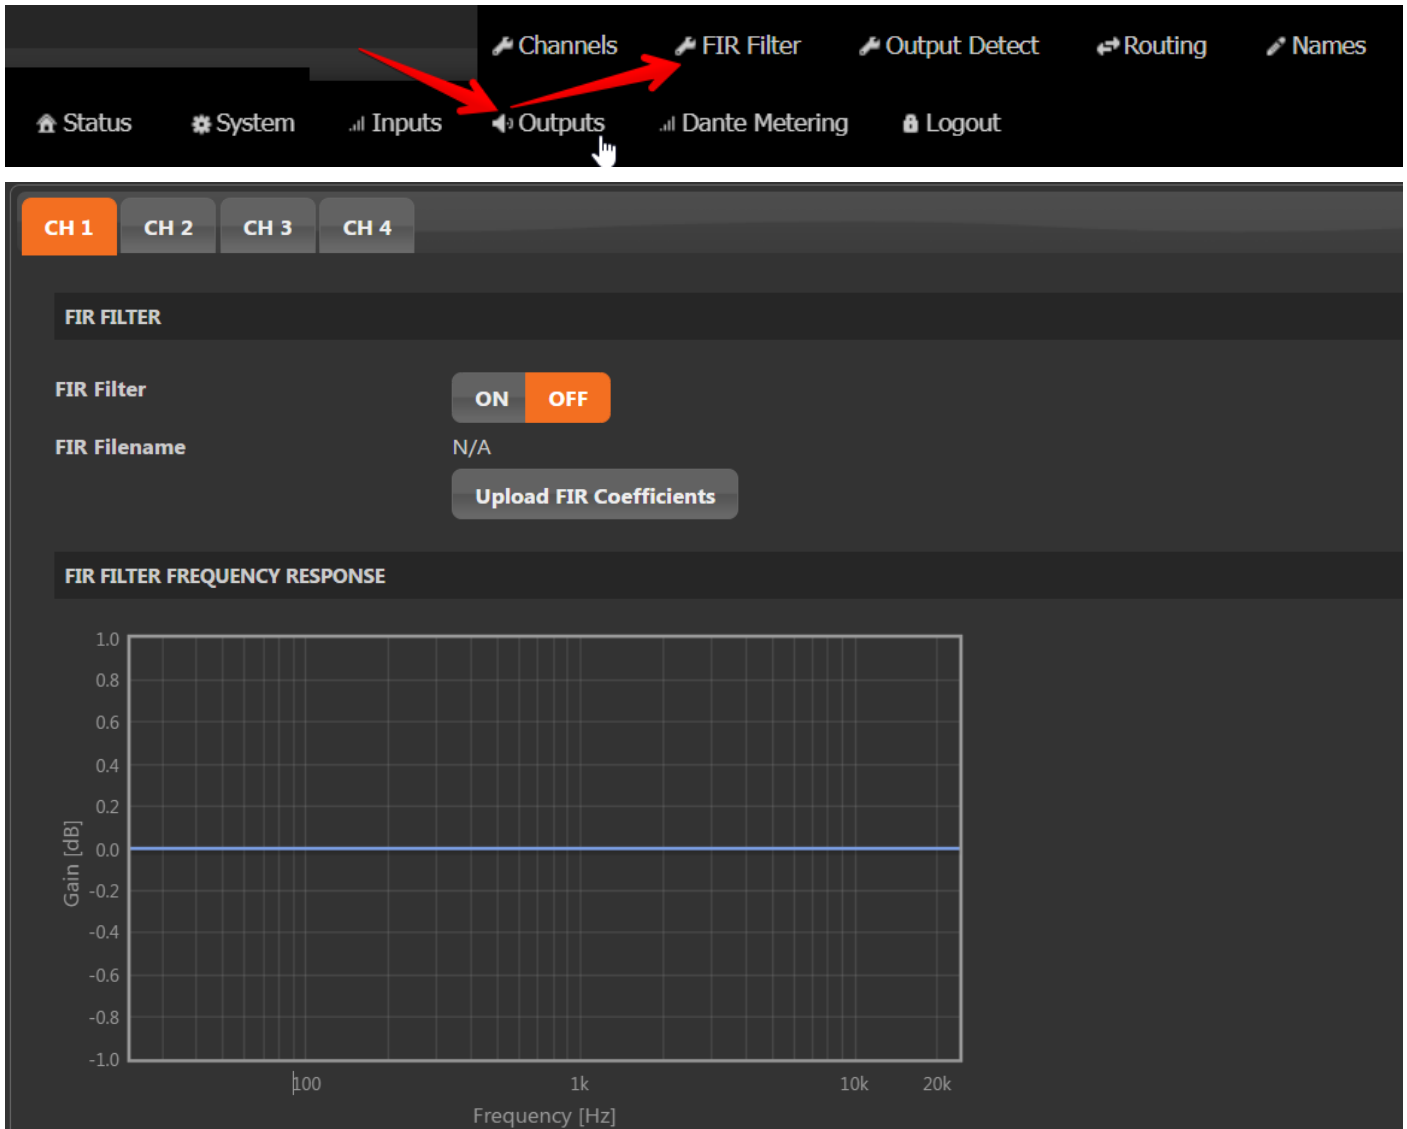 Channels FIR Filter Output Detect Routing Names
Status System Inputs Outputs Dante Metering Logout
CH 1 CH 2 CH 3 CH 4
FIR FILTER
FIR Filter ON OFF
FIR Filename N/A
Upload FIR Coefficients
FIR FILTER FREQUENCY RESPONSE
1.0
0.8
0.6
0.4
0.2
0.0
-0.2
-0.4
-0.6
-0.8
-1.0
Gain [dB]
100 1k 10k 20k
Frequency [Hz]